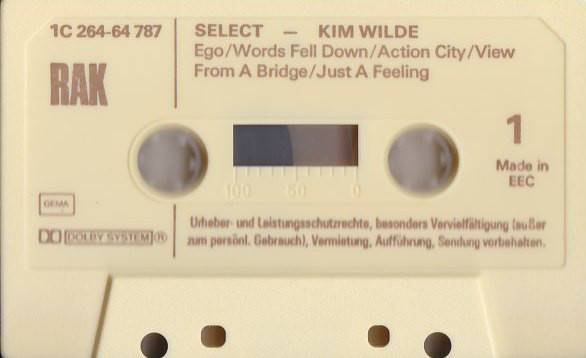 1C 264-64 787
SELECT — KIM WILDE
Ego/Words Fell Down/Action City/View
From A Bridge/Just A Feeling
RAK
1
Made in
EEC
100 50 0
GEMA
DOLBY SYSTEM ®
Urheber- und Leistungsschutzrechte, besonders Vervielfältigung (außer
zum persönl. Gebrauch), Vermietung, Aufführung, Sendung vorbehalten.